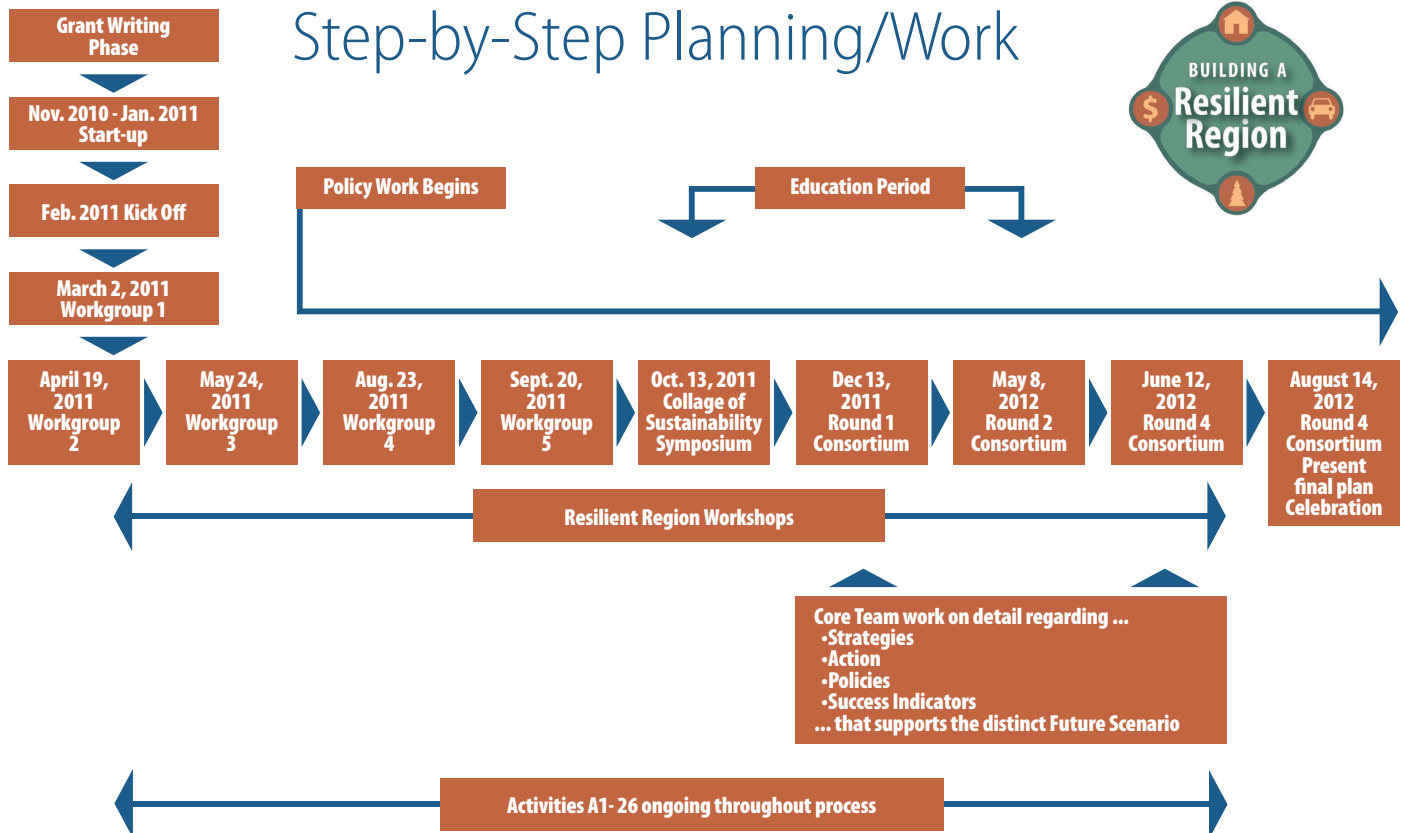 Step-by-Step Planning/Work
BUILDING A
Resilient
Region
$
Grant Writing
Phase
Nov. 2010 - Jan. 2011
Start-up
Feb. 2011 Kick Off
March 2, 2011
Workgroup 1
Policy Work Begins
Education Period
April 19,
2011
Workgroup
2
May 24,
2011
Workgroup
3
Aug. 23,
2011
Workgroup
4
Sept. 20,
2011
Workgroup
5
Oct. 13, 2011
Collage of
Sustainability
Symposium
Dec 13,
2011
Round 1
Consortium
May 8,
2012
Round 2
Consortium
June 12,
2012
Round 4
Consortium
August 14,
2012
Round 4
Consortium
Present
final plan
Celebration
Resilient Region Workshops
Core Team work on detail regarding ...
•Strategies
•Action
•Policies
•Success Indicators
... that supports the distinct Future Scenario
Activities A1- 26 ongoing throughout process